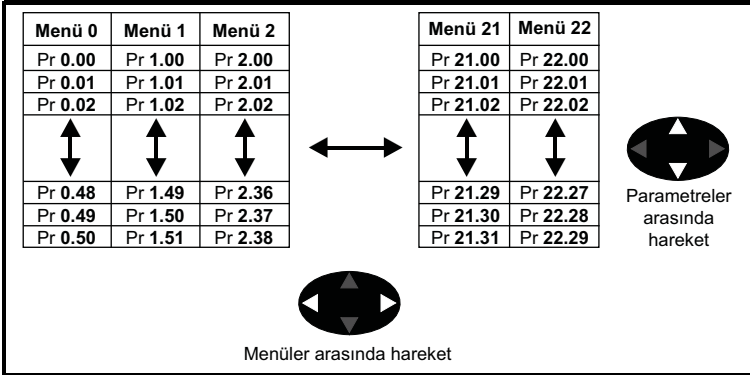 Menü 0 Menü 1 Menü 2 Menü 21 Menü 22
Pr 0.00 Pr 1.00 Pr 2.00 Pr 21.00 Pr 22.00
Pr 0.01 Pr 1.01 Pr 2.01 Pr 21.01 Pr 22.01
Pr 0.02 Pr 1.02 Pr 2.02 Pr 21.02 Pr 22.02
Pr 0.48 Pr 1.49 Pr 2.36 Pr 21.29 Pr 22.27
Pr 0.49 Pr 1.50 Pr 2.37 Pr 21.30 Pr 22.28
Pr 0.50 Pr 1.51 Pr 2.38 Pr 21.31 Pr 22.29
Parametreler
arasında
hareket
Menüler arasında hareket